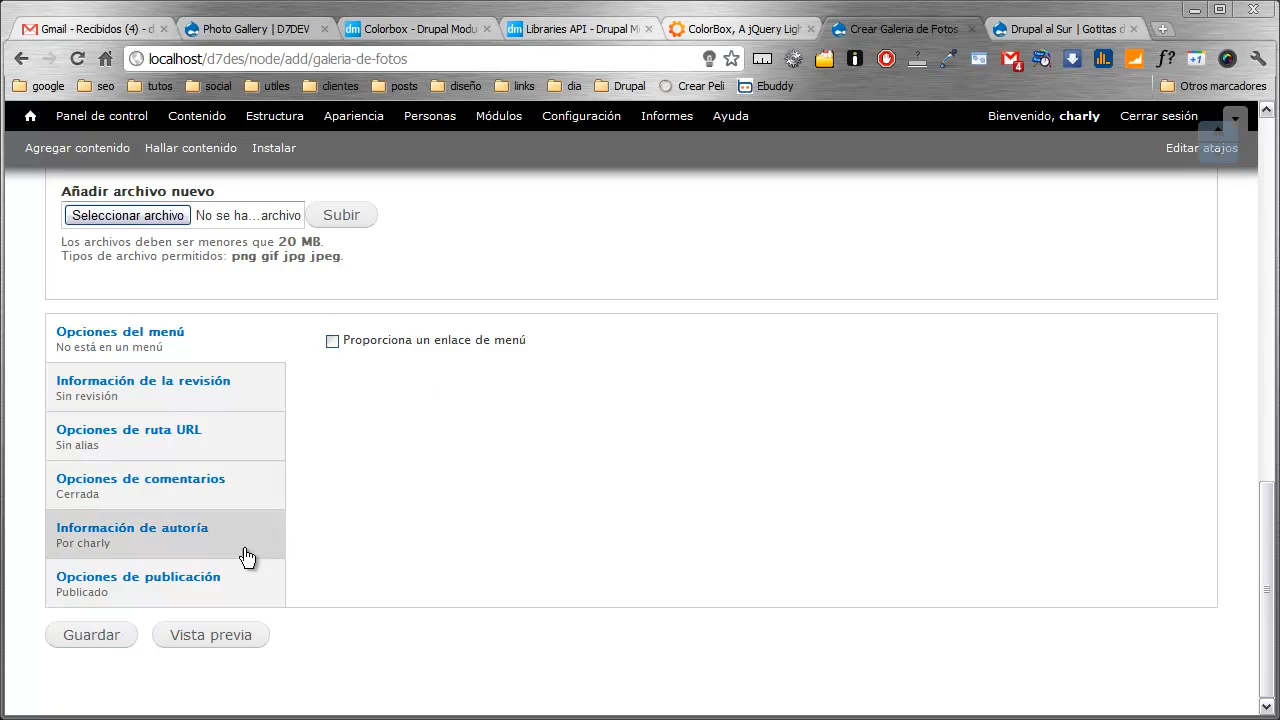 Gmail - Recibidos (4) - d
Photo Gallery | D7DEV
Colorbox - Drupal Modu
Libraries API - Drupal M
ColorBox, A jQuery Ligh
Crear Galeria de Fotos
Drupal al Sur | Gotitas d
localhost/d7des/node/add/galeria-de-fotos
google
seo
tutos
social
utiles
clientes
posts
diseño
links
dia
Drupal
Crear Peli
Ebuddy
Otros marcadores
Panel de control
Contenido
Estructura
Apariencia
Personas
Módulos
Configuración
Informes
Ayuda
Bienvenido, charly
Cerrar sesión
Agregar contenido
Hallar contenido
Instalar
Editar atajos
Añadir archivo nuevo
Seleccionar archivo No se ha...archivo
Subir
Los archivos deben ser menores que 20 MB.
Tipos de archivo permitidos: png gif jpg jpeg.
Opciones del menú
No está en un menú
Proporciona un enlace de menú
Información de la revisión
Sin revisión
Opciones de ruta URL
Sin alias
Opciones de comentarios
Cerrada
Información de autoría
Por charly
Opciones de publicación
Publicado
Guardar
Vista previa